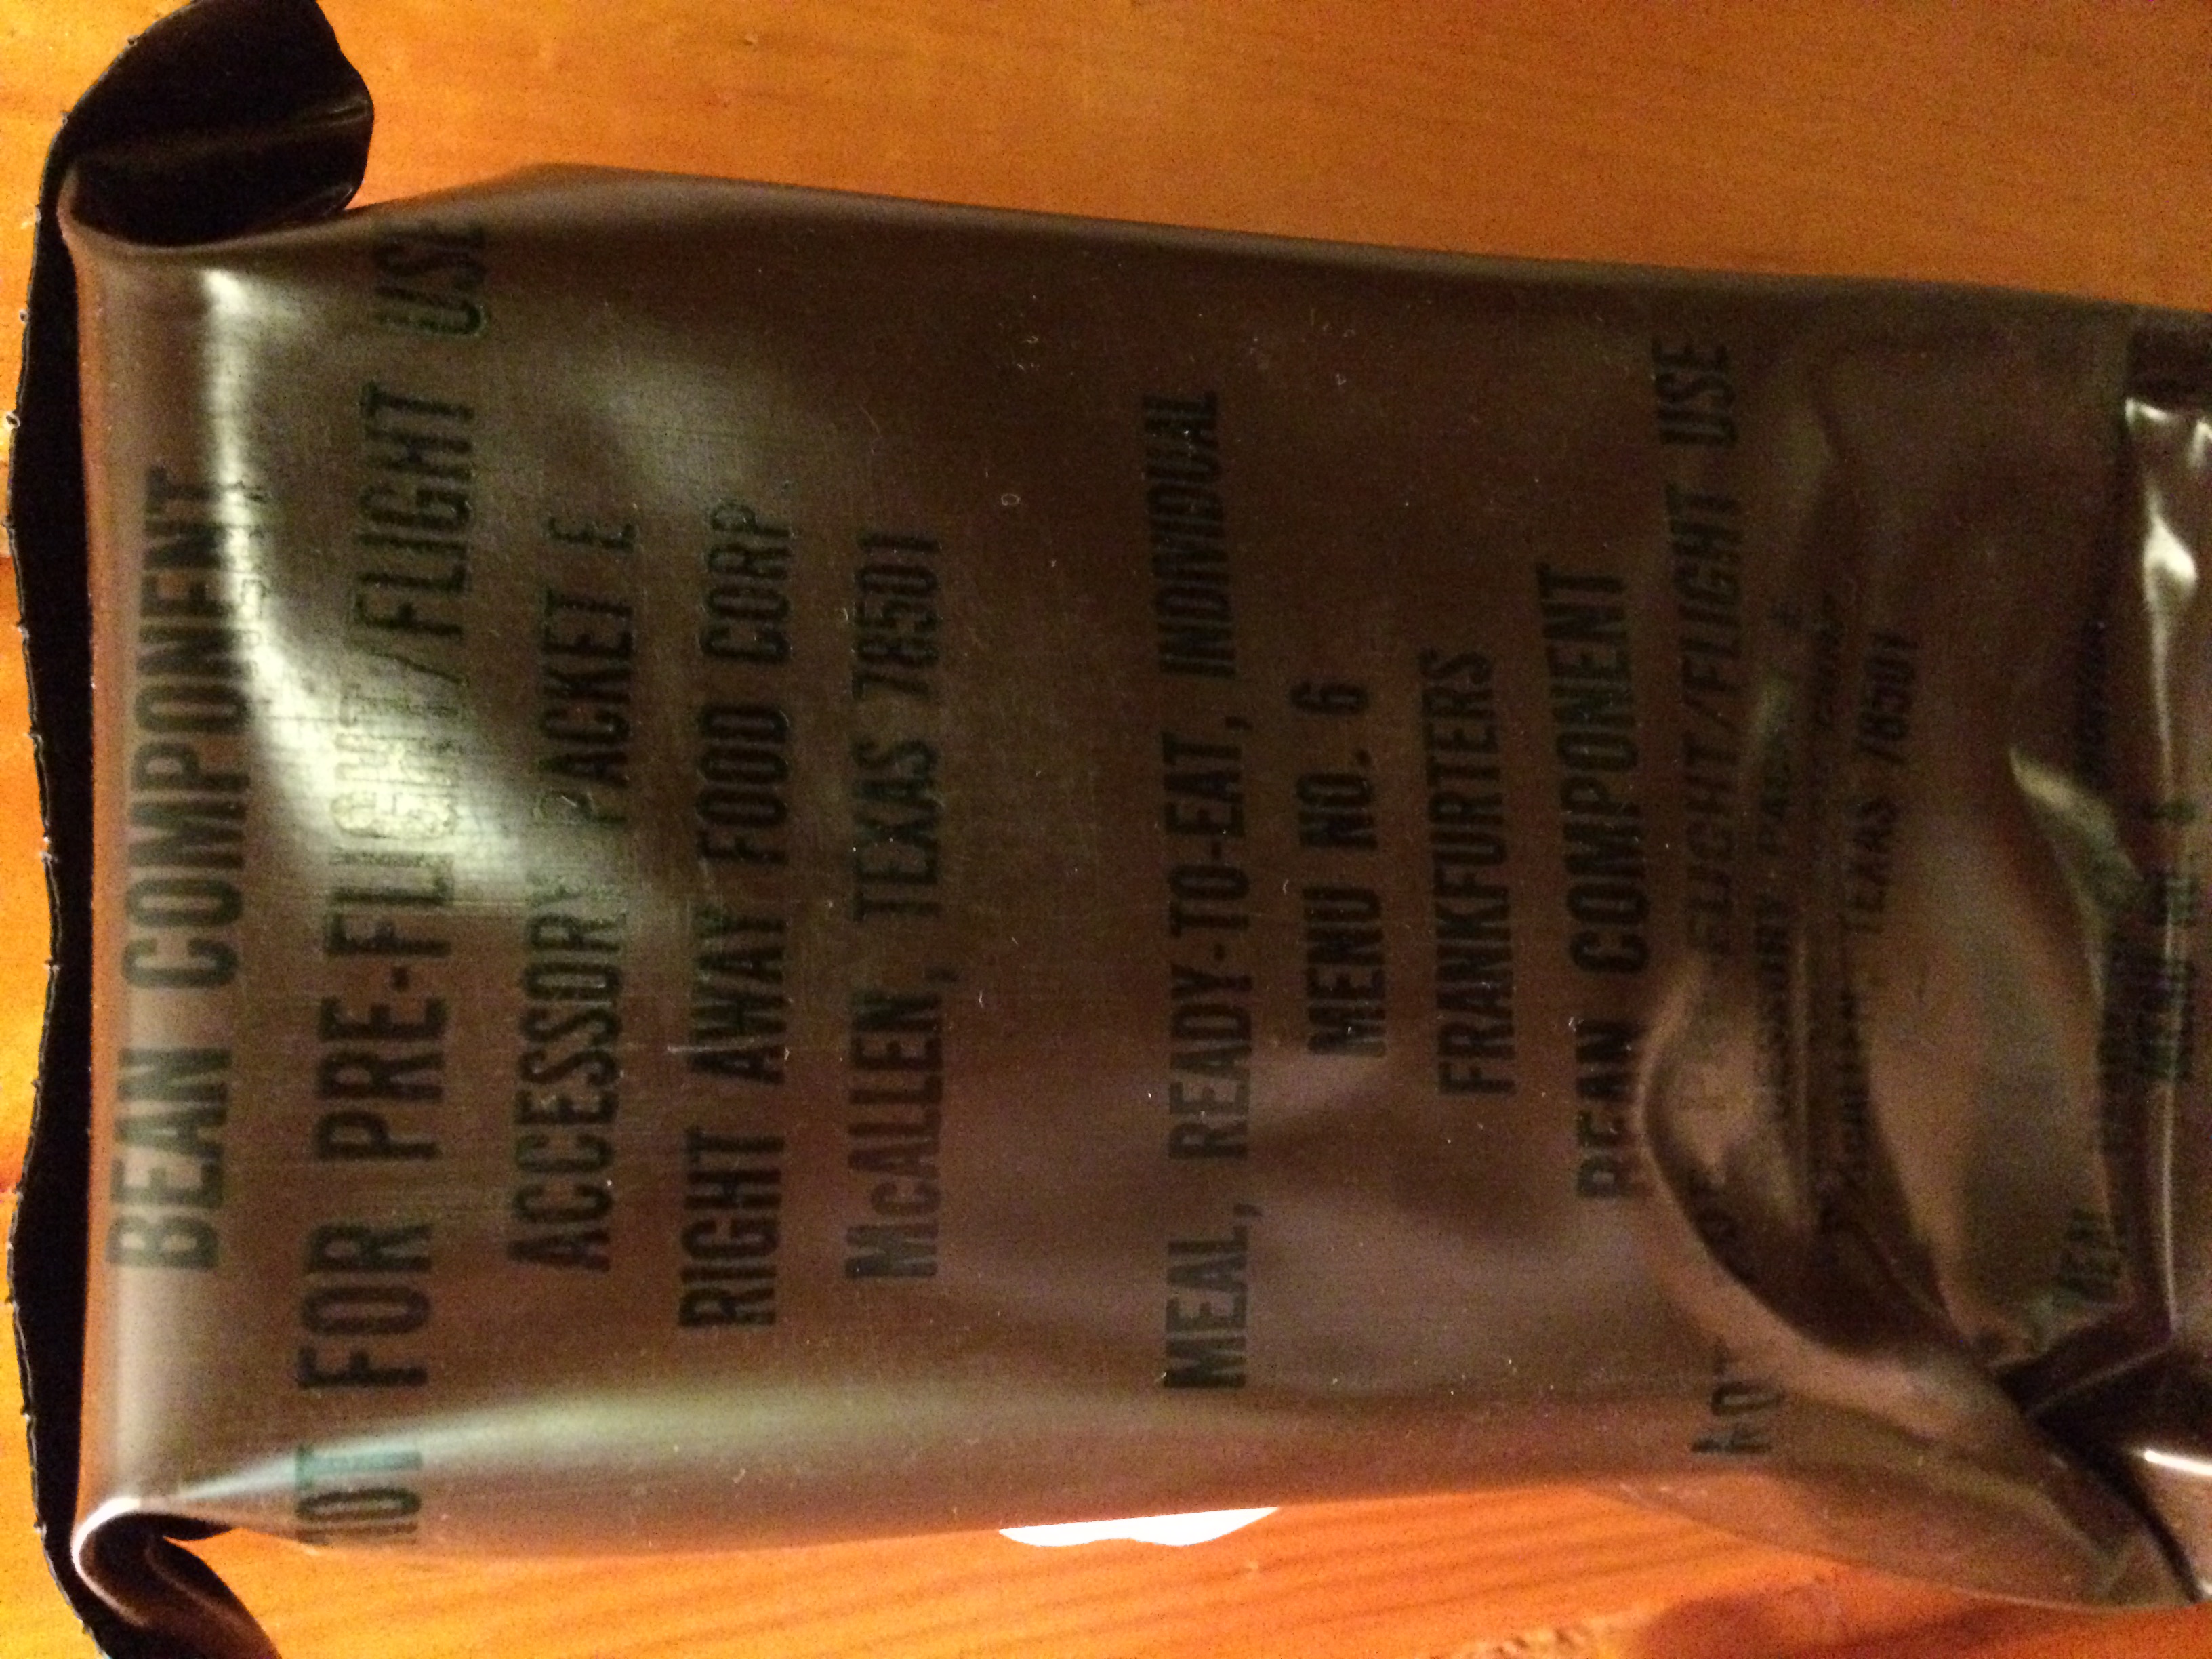 BEAN COMPONENT
NOT FOR PRE-FLIGHT/FLIGHT USE
ACCESSORY PACKET E
RIGHT AWAY FOOD CORP
McALLEN, TEXAS 78501
MEAL, READY-TO-EAT, INDIVIDUAL
MENU NO. 6
FRANKFURTERS
BEAN COMPONENT
NOT FLIGHT/FLIGHT USE
TEXAS 78501